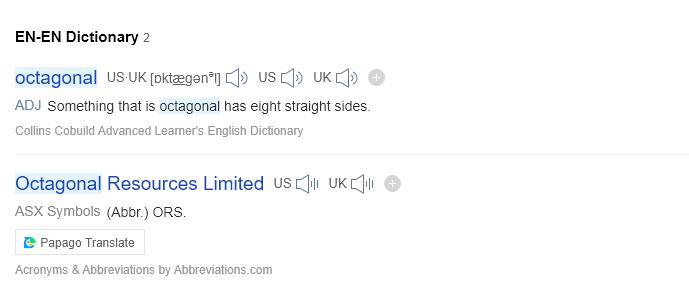 EN-EN Dictionary 2
octagonal US·UK [ɒktægənᵊl] US UK
ADJ Something that is octagonal has eight straight sides.
Collins Cobuild Advanced Learner's English Dictionary
Octagonal Resources Limited US UK
ASX Symbols (Abbr.) ORS.
Papago Translate
Acronyms & Abbreviations by Abbreviations.com